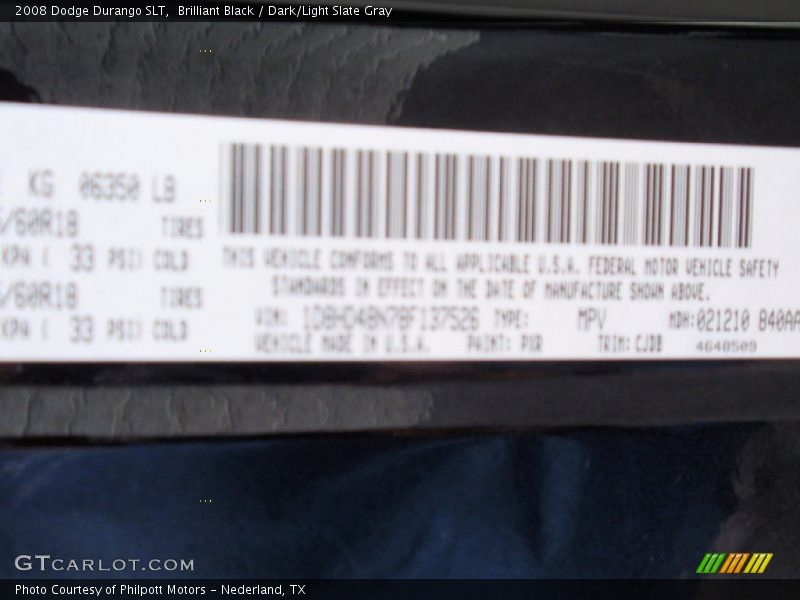 2008 Dodge Durango SLT,  Brilliant Black / Dark/Light Slate Gray
KG 06350 LB
/60R18 TIRES
KPA ( 33 PSI) COLD
/60R18 TIRES
KPA ( 33 PSI) COLD
THIS VEHICLE CONFORMS TO ALL APPLICABLE U.S.A. FEDERAL MOTOR VEHICLE SAFETY
STANDARDS IN EFFECT ON THE DATE OF MANUFACTURE SHOWN ABOVE.
VIN: 1D8HD48N78F137526 TYPE: MPV MDH:021210 840AA
VEHICLE MADE IN U.S.A. PAINT: PXR TRIM: CJDB 4648509
GTCARLOT.COM
Photo Courtesy of Philpott Motors - Nederland, TX